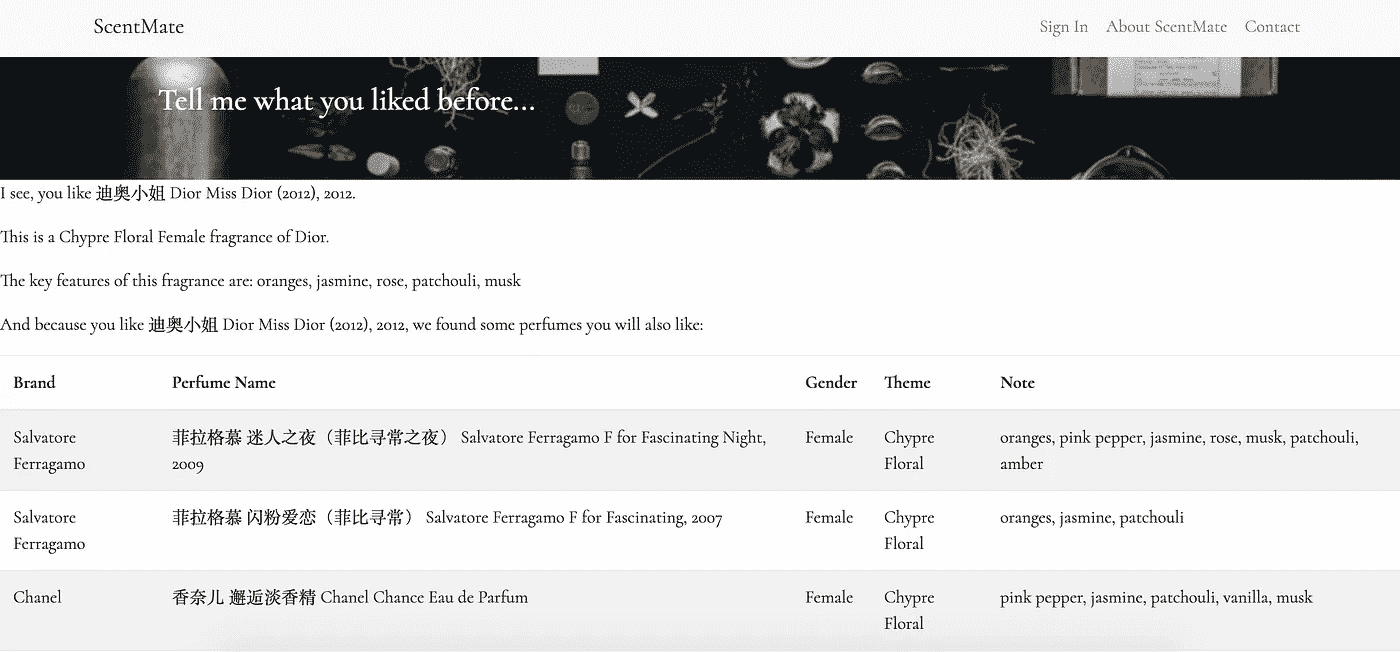 ScentMate
Sign In About ScentMate Contact
Tell me what you liked before...
I see, you like 迪奥小姐 Dior Miss Dior (2012), 2012.
This is a Chypre Floral Female fragrance of Dior.
The key features of this fragrance are: oranges, jasmine, rose, patchouli, musk
And because you like 迪奥小姐 Dior Miss Dior (2012), 2012, we found some perfumes you will also like:
Brand Perfume Name Gender Theme Note
Salvatore 菲拉格慕 迷人之夜（菲比寻常之夜） Salvatore Ferragamo F for Fascinating Night, Female Chypre oranges, pink pepper, jasmine, rose, musk, patchouli,
Ferragamo 2009 Floral amber
Salvatore 菲拉格慕 闪粉爱恋（菲比寻常） Salvatore Ferragamo F for Fascinating, 2007 Female Chypre oranges, jasmine, patchouli
Ferragamo Floral
Chanel 香奈儿 邂逅淡香精 Chanel Chance Eau de Parfum Female Chypre pink pepper, jasmine, patchouli, vanilla, musk
Floral